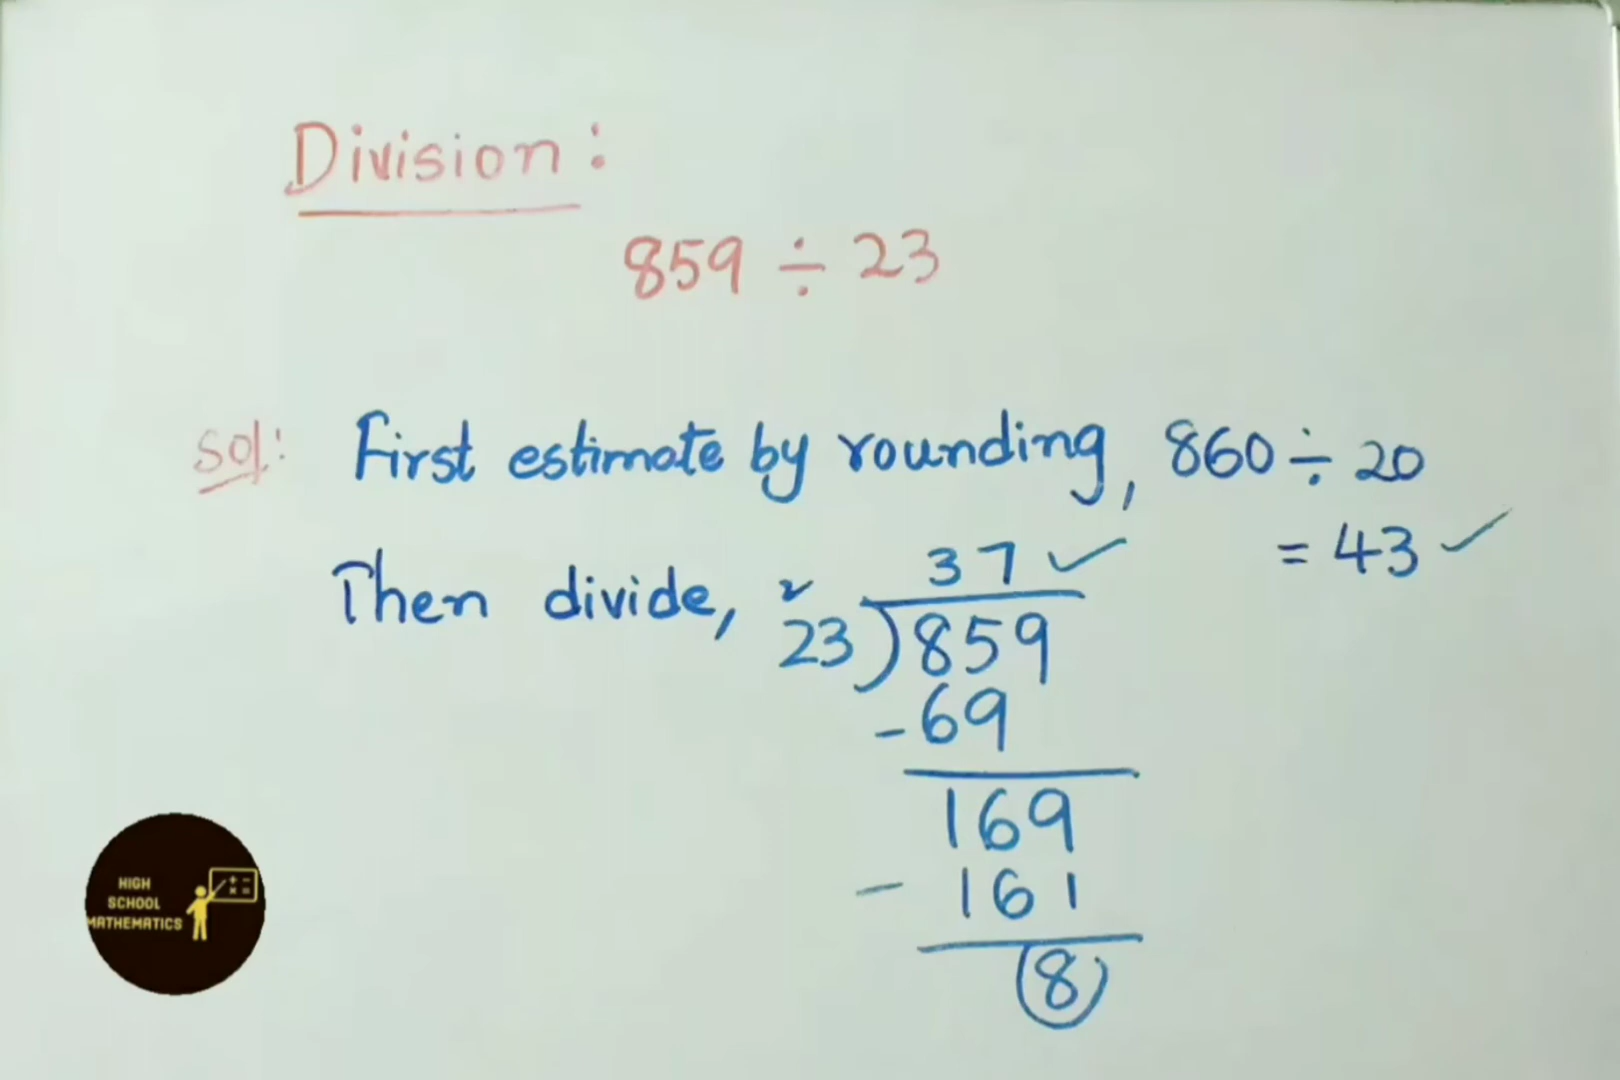 Division:
859 ÷ 23
Sol: First estimate by rounding, 860 ÷ 20
= 43 ✓
Then divide, 23)859
37 ✓
-69
169
- 161
8
HIGH
SCHOOL
MATHEMATICS